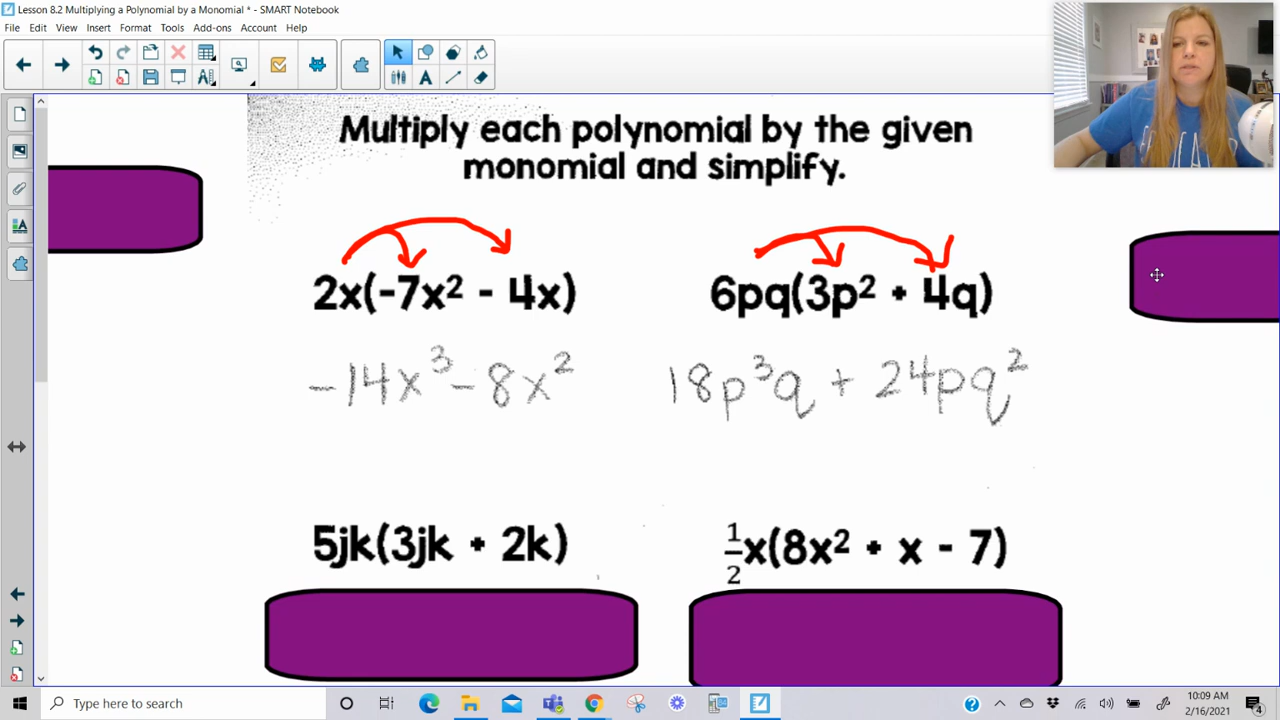 Lesson 8.2 Multiplying a Polynomial by a Monomial * - SMART Notebook
File Edit View Insert Format Tools Add-ons Account Help
Multiply each polynomial by the given
monomial and simplify.
2x(-7x² - 4x)
6pq(3p² + 4q)
-14x³ - 8x²
18p³q + 24pq²
5jk(3jk + 2k)
½x(8x² + x - 7)
Type here to search
10:09 AM
2/16/2021
4